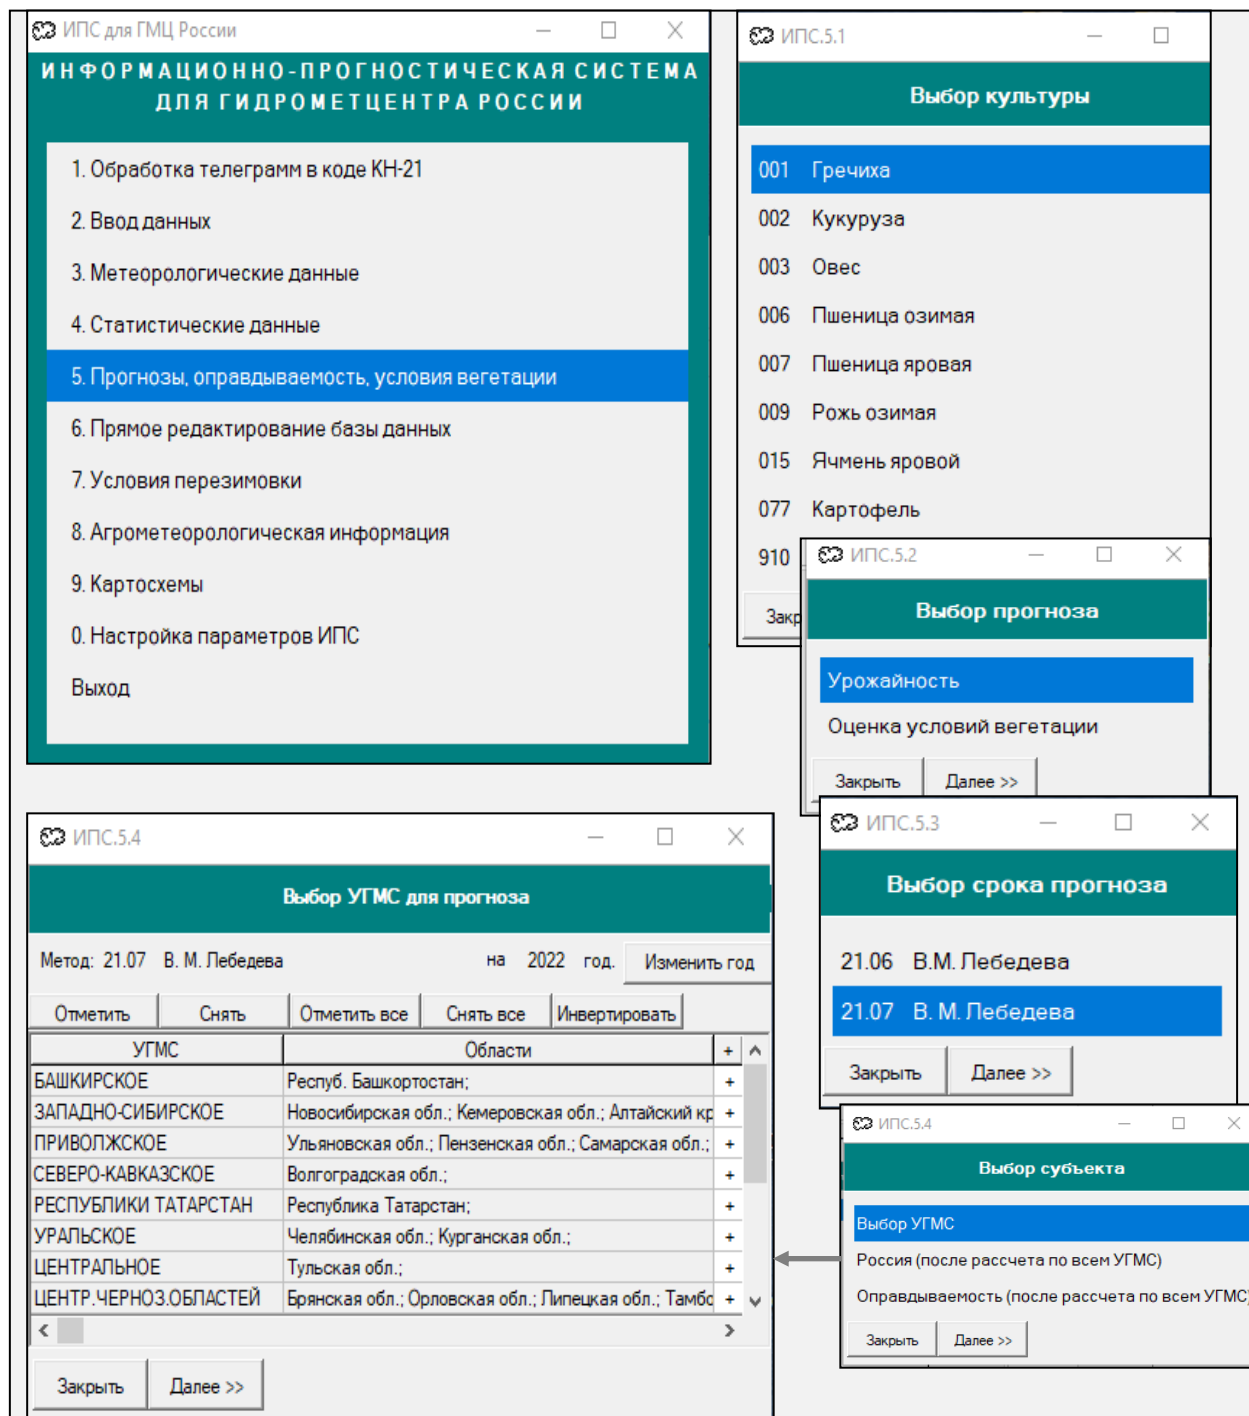 ИПС для ГМЦ России
ИНФОРМАЦИОННО-ПРОГНОСТИЧЕСКАЯ СИСТЕМА
ДЛЯ ГИДРОМЕТЦЕНТРА РОССИИ
1. Обработка телеграмм в коде КН-21
2. Ввод данных
3. Метеорологические данные
4. Статистические данные
5. Прогнозы, оправдываемость, условия вегетации
6. Прямое редактирование базы данных
7. Условия перезимовки
8. Агрометеорологическая информация
9. Картосхемы
0. Настройка параметров ИПС
Выход
ИПС.5.1
Выбор культуры
001 Гречиха
002 Кукуруза
003 Овес
006 Пшеница озимая
007 Пшеница яровая
009 Рожь озимая
015 Ячмень яровой
077 Картофель
910
Закр
ИПС.5.2
Выбор прогноза
Урожайность
Оценка условий вегетации
Закрыть Далее >>
ИПС.5.3
Выбор срока прогноза
21.06 В.М. Лебедева
21.07 В. М. Лебедева
Закрыть Далее >>
ИПС.5.4
Выбор субъекта
Выбор УГМС
Россия (после рассчета по всем УГМС)
Оправдываемость (после рассчета по всем УГМС)
Закрыть Далее >>
ИПС.5.4
Выбор УГМС для прогноза
Метод: 21.07 В. М. Лебедева на 2022 год. Изменить год
Отметить Снять Отметить все Снять все Инвертировать
УГМС Области +
БАШКИРСКОЕ Респуб. Башкортостан; +
ЗАПАДНО-СИБИРСКОЕ Новосибирская обл.; Кемеровская обл.; Алтайский кр +
ПРИВОЛЖСКОЕ Ульяновская обл.; Пензенская обл.; Самарская обл.; +
СЕВЕРО-КАВКАЗСКОЕ Волгоградская обл.; +
РЕСПУБЛИКИ ТАТАРСТАН Республика Татарстан; +
УРАЛЬСКОЕ Челябинская обл.; Курганская обл.; +
ЦЕНТРАЛЬНОЕ Тульская обл.; +
ЦЕНТР.ЧЕРНОЗ.ОБЛАСТЕЙ Брянская обл.; Орловская обл.; Липецкая обл.; Тамбо +
Закрыть Далее >>